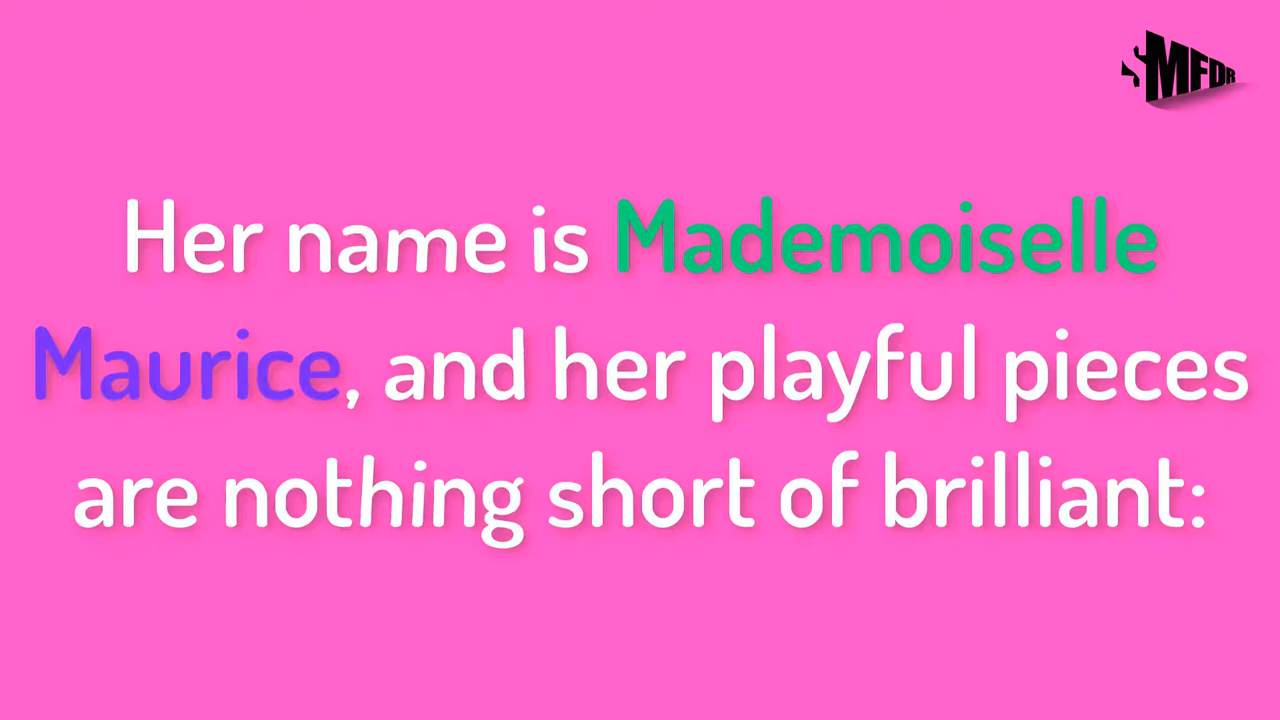 MFDR
Her name is Mademoiselle
Maurice, and her playful pieces
are nothing short of brilliant: